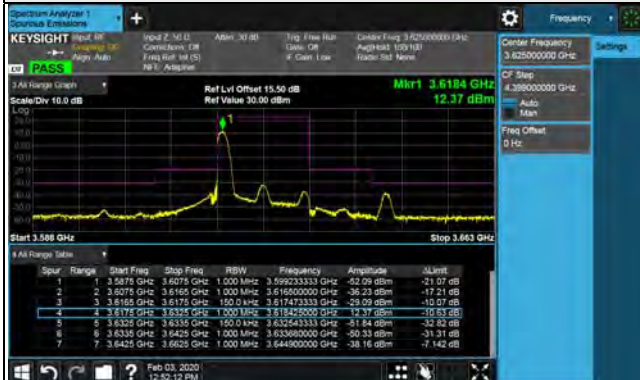 Spectrum Analyzer 1
Spurious Emissions
Frequency
KEYSIGHT Input: RF
Coupling: DC
Align: Auto
Input Z: 50 Ω
Corrections: Off
Freq Ref: Int (S)
NFE: Adaptive
Atten: 30 dB
Trig: Free Run
Gate: Off
IF Gain: Low
Center Freq: 3.625000000 GHz
Avg|Hold: 100/100
Radio Std: None
PASS
Center Frequency
3.625000000 GHz
Settings
CF Step
4.399000000 GHz
Auto
Man
Freq Offset
0 Hz
3 All Range Graph
Scale/Div 10.0 dB
Ref Lvl Offset 15.50 dB
Ref Value 30.00 dBm
Mkr1 3.6184 GHz
12.37 dBm
Log
1
Start 3.588 GHz
Stop 3.663 GHz
All Range Table
Spur Range Start Freq Stop Freq RBW Frequency Amplitude ΔLimit
1 1 3.5875 GHz 3.6075 GHz 1.000 MHz 3.599233333 GHz -52.09 dBm -21.07 dB
2 2 3.6075 GHz 3.6165 GHz 1.000 MHz 3.616500000 GHz -36.23 dBm -17.21 dB
3 3 3.6165 GHz 3.6175 GHz 150.0 kHz 3.617473333 GHz -29.09 dBm -10.07 dB
4 4 3.6175 GHz 3.6325 GHz 1.000 MHz 3.618425000 GHz 12.37 dBm -10.63 dB
5 5 3.6325 GHz 3.6335 GHz 150.0 kHz 3.632543333 GHz -51.84 dBm -32.82 dB
6 6 3.6335 GHz 3.6425 GHz 1.000 MHz 3.633680000 GHz -50.33 dBm -31.31 dB
7 7 3.6425 GHz 3.6625 GHz 1.000 MHz 3.644900000 GHz -38.16 dBm -7.142 dB
Feb 03, 2020
12:52:12 PM